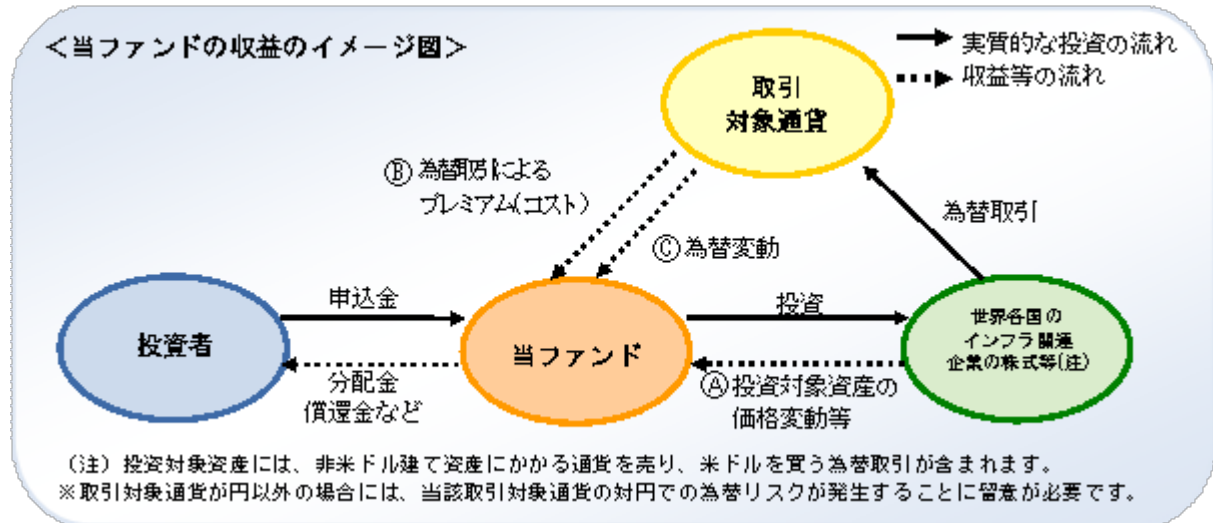 ＜当ファンドの収益のイメージ図＞
実質的な投資の流れ
収益等の流れ
取引
対象通貨
Ⓑ 為替取引による
プレミアム(コスト)
為替取引
Ⓒ 為替変動
投資者
申込金
分配金
償還金など
当ファンド
投資
Ⓐ 投資対象資産の
価格変動等
世界各国の
インフラ関連
企業の株式等(注)
（注）投資対象資産には、非米ドル建て資産にかかる通貨を売り、米ドルを買う為替取引が含まれます。
※取引対象通貨が円以外の場合には、当該取引対象通貨の対円での為替リスクが発生することに留意が必要です。